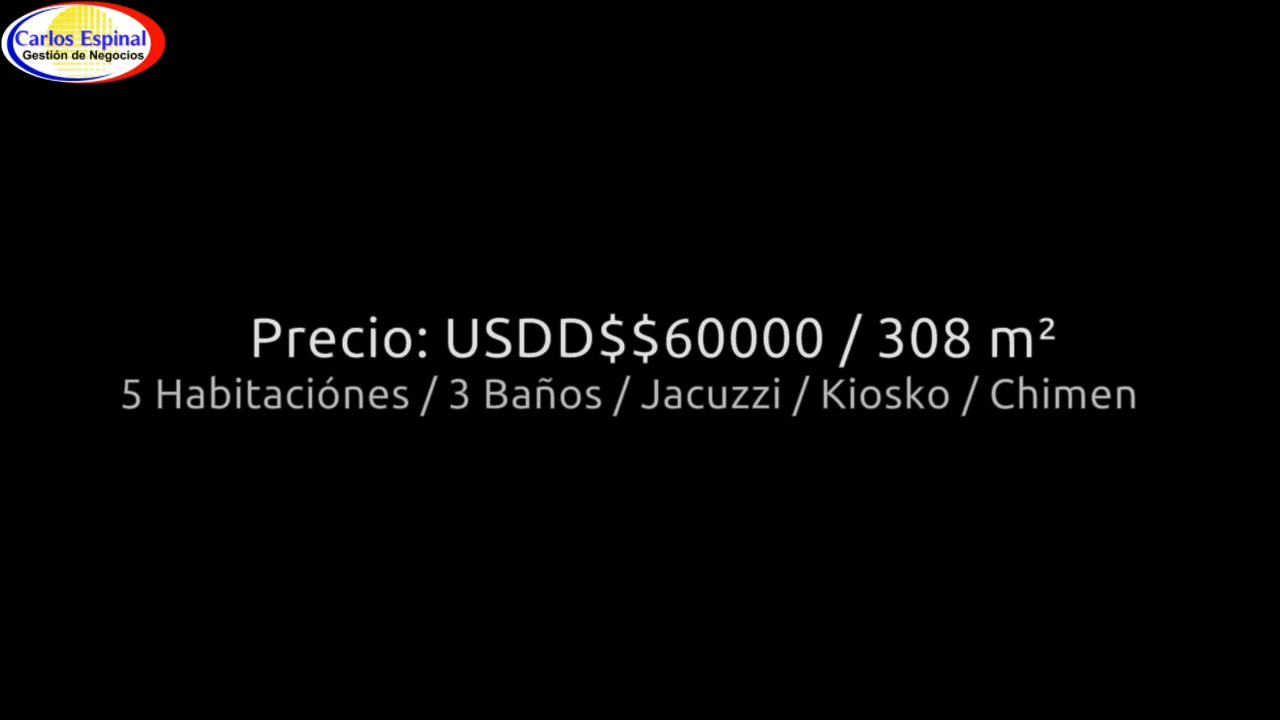 Carlos Espinal
Gestión de Negocios
Precio: USDD$$60000 / 308 m²
5 Habitaciónes / 3 Baños / Jacuzzi / Kiosko / Chimen